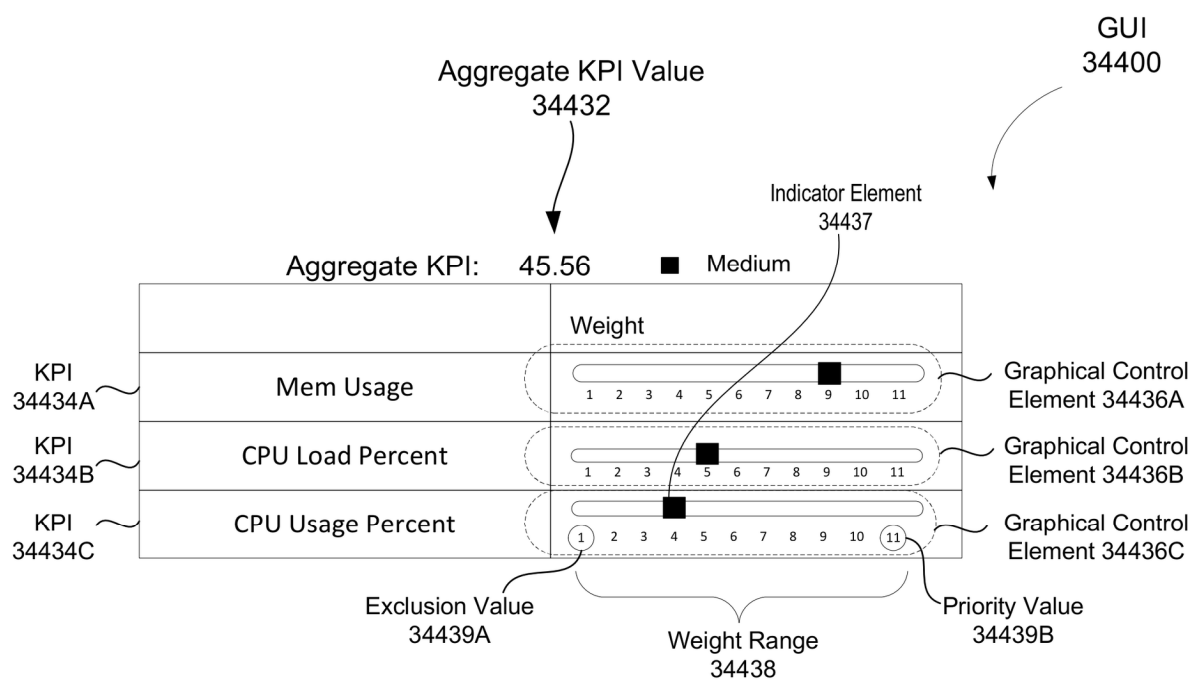 GUI
34400
Aggregate KPI Value
34432
Indicator Element
34437
Aggregate KPI: 45.56 Medium
Weight
KPI
34434A
Mem Usage
1 2 3 4 5 6 7 8 9 10 11
Graphical Control
Element 34436A
KPI
34434B
CPU Load Percent
1 2 3 4 5 6 7 8 9 10 11
Graphical Control
Element 34436B
KPI
34434C
CPU Usage Percent
1 2 3 4 5 6 7 8 9 10 11
Graphical Control
Element 34436C
Exclusion Value
34439A
Weight Range
34438
Priority Value
34439B